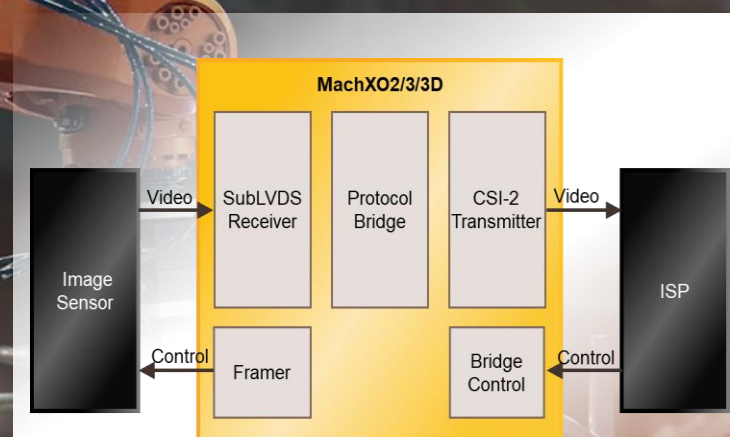 MachXO2/3/3D
Video
SubLVDS
Receiver
Protocol
Bridge
CSI-2
Transmitter
Video
Image
Sensor
ISP
Control
Framer
Bridge
Control
Control